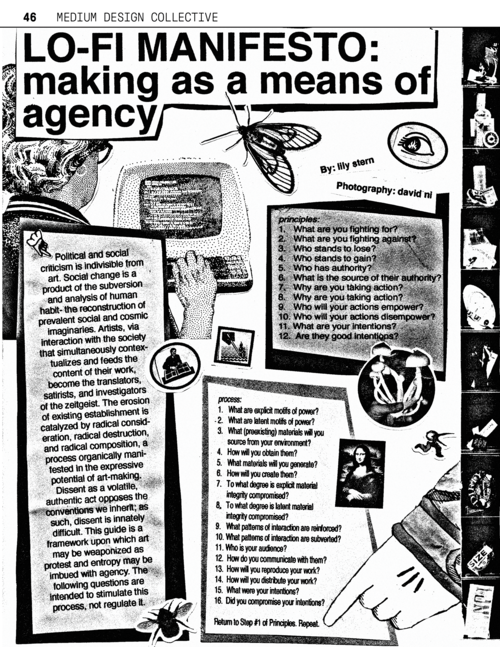 46 MEDIUM DESIGN COLLECTIVE
LO-FI MANIFESTO:
making as a means of
agency
By: lily stern
Photography: david ni
Political and social
criticism is indivisible from
art. Social change is a
product of the subversion
and analysis of human
habit- the reconstruction of
prevalent social and cosmic
imaginaries. Artists, via
interaction with the society
that simultaneously contex-
tualizes and feeds the
content of their work,
become the translators,
satirists, and investigators
of the zeitgeist. The erosion
of existing establishment is
catalyzed by radical consid-
eration, radical destruction,
and radical composition, a
process organically mani-
fested in the expressive
potential of art-making.
Dissent as a volatile,
authentic act opposes the
conventions we inherit; as
such, dissent is innately
difficult. This guide is a
framework upon which art
may be weaponized as
protest and entropy may be
imbued with agency. The
following questions are
intended to stimulate this
process, not regulate it.
principles:
1. What are you fighting for?
2. What are you fighting against?
3. Who stands to lose?
4. Who stands to gain?
5. Who has authority?
6. What is the source of their authority?
7. Why are you taking action?
8. Why are you taking action?
9. Who will your actions empower?
10. Who will your actions disempower?
11. What are your intentions?
12. Are they good intentions?
process:
1. What are explicit motifs of power?
2. What are latent motifs of power?
3. What (preexisting) materials will you
source from your environment?
4. How will you obtain them?
5. What materials will you generate?
6. How will you create them?
7. To what degree is explicit material
integrity compromised?
8. To what degree is latent material
integrity compromised?
9. What patterns of interaction are reinforced?
10. What patterns of interaction are subverted?
11. Who is your audience?
12. How do you communicate with them?
13. How will you reproduce your work?
14. How will you distribute your work?
15. What were your intentions?
16. Did you compromise your intentions?
Return to Step #1 of Principles. Repeat.